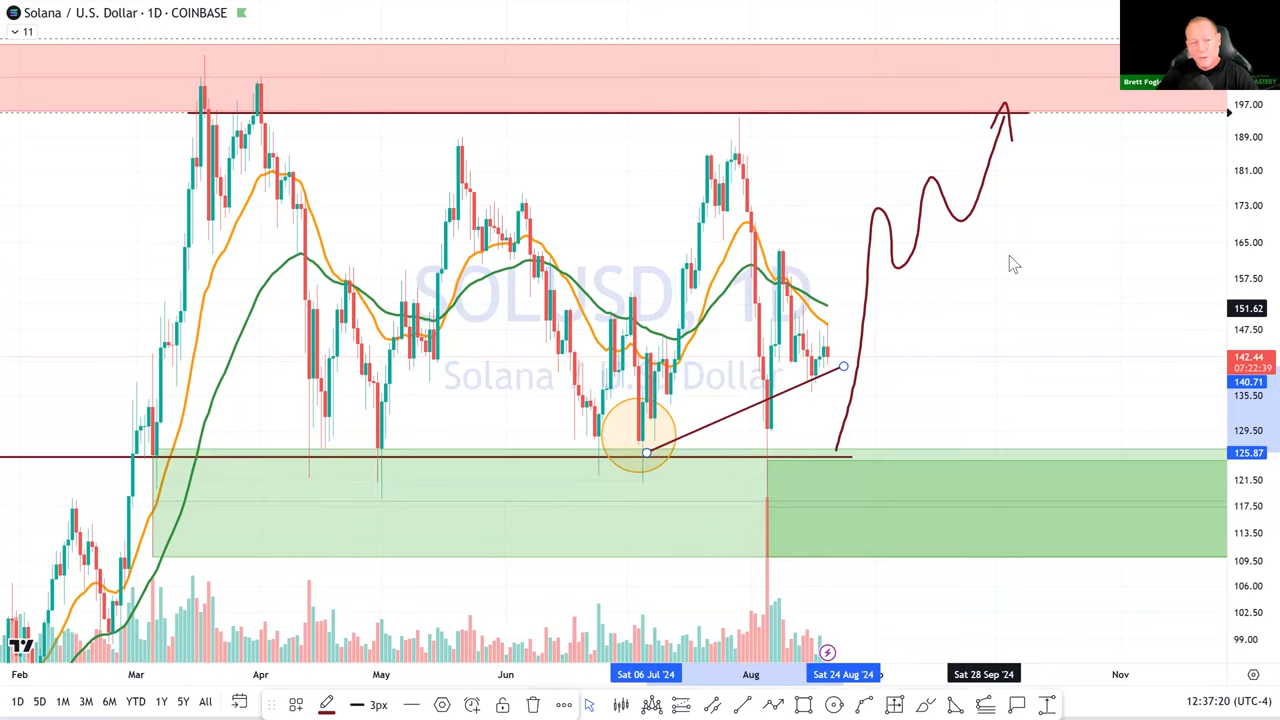 Solana / U.S. Dollar · 1D · COINBASE
11
Brett Fogle
STERY
197.00
189.00
181.00
173.00
165.00
157.50
151.62
147.50
142.44
07:22:39
140.71
135.50
129.50
125.87
121.50
117.50
113.50
109.50
106.00
102.50
99.00
SOLUSD, 1D
Solana / U.S. Dollar
Feb
Mar
Apr
May
Jun
Sat 06 Jul '24
Aug
Sat 24 Aug '24
Sat 28 Sep '24
Nov
1D 5D 1M 3M 6M YTD 1Y 5Y All
3px
12:37:20 (UTC-4)